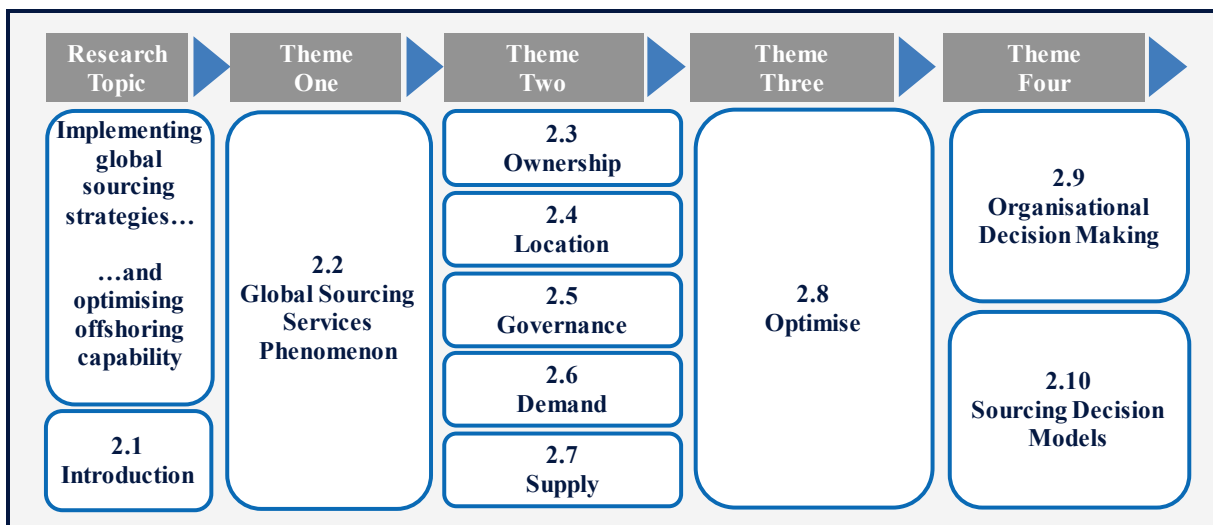 Research
Topic
Theme
One
Theme
Two
Theme
Three
Theme
Four
Implementing
global
sourcing
strategies…
…and
optimising
offshoring
capability
2.1
Introduction
2.2
Global Sourcing
Services
Phenomenon
2.3
Ownership
2.4
Location
2.5
Governance
2.6
Demand
2.7
Supply
2.8
Optimise
2.9
Organisational
Decision Making
2.10
Sourcing Decision
Models